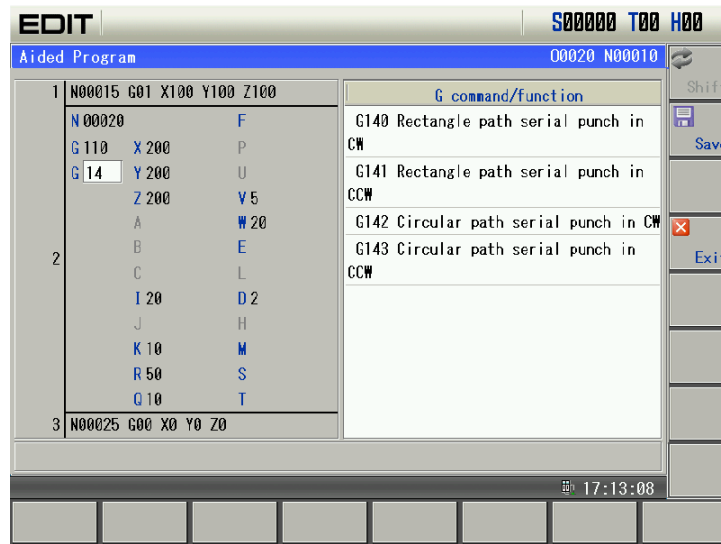 EDIT
S00000 T00 H00
Aided Program
O0020 N00010
Shif
1 N00015 G01 X100 Y100 Z100
N 00020 F
G 110 X 200 P
G 14 Y 200 U
Z 200 V 5
A W 20
B E
2
C L
I 20 D 2
J H
K 10 M
R 50 S
Q 10 T
3 N00025 G00 X0 Y0 Z0
G command/function
G140 Rectangle path serial punch in
CW
G141 Rectangle path serial punch in
CCW
G142 Circular path serial punch in CW
G143 Circular path serial punch in
CCW
Sav
Exi
17:13:08